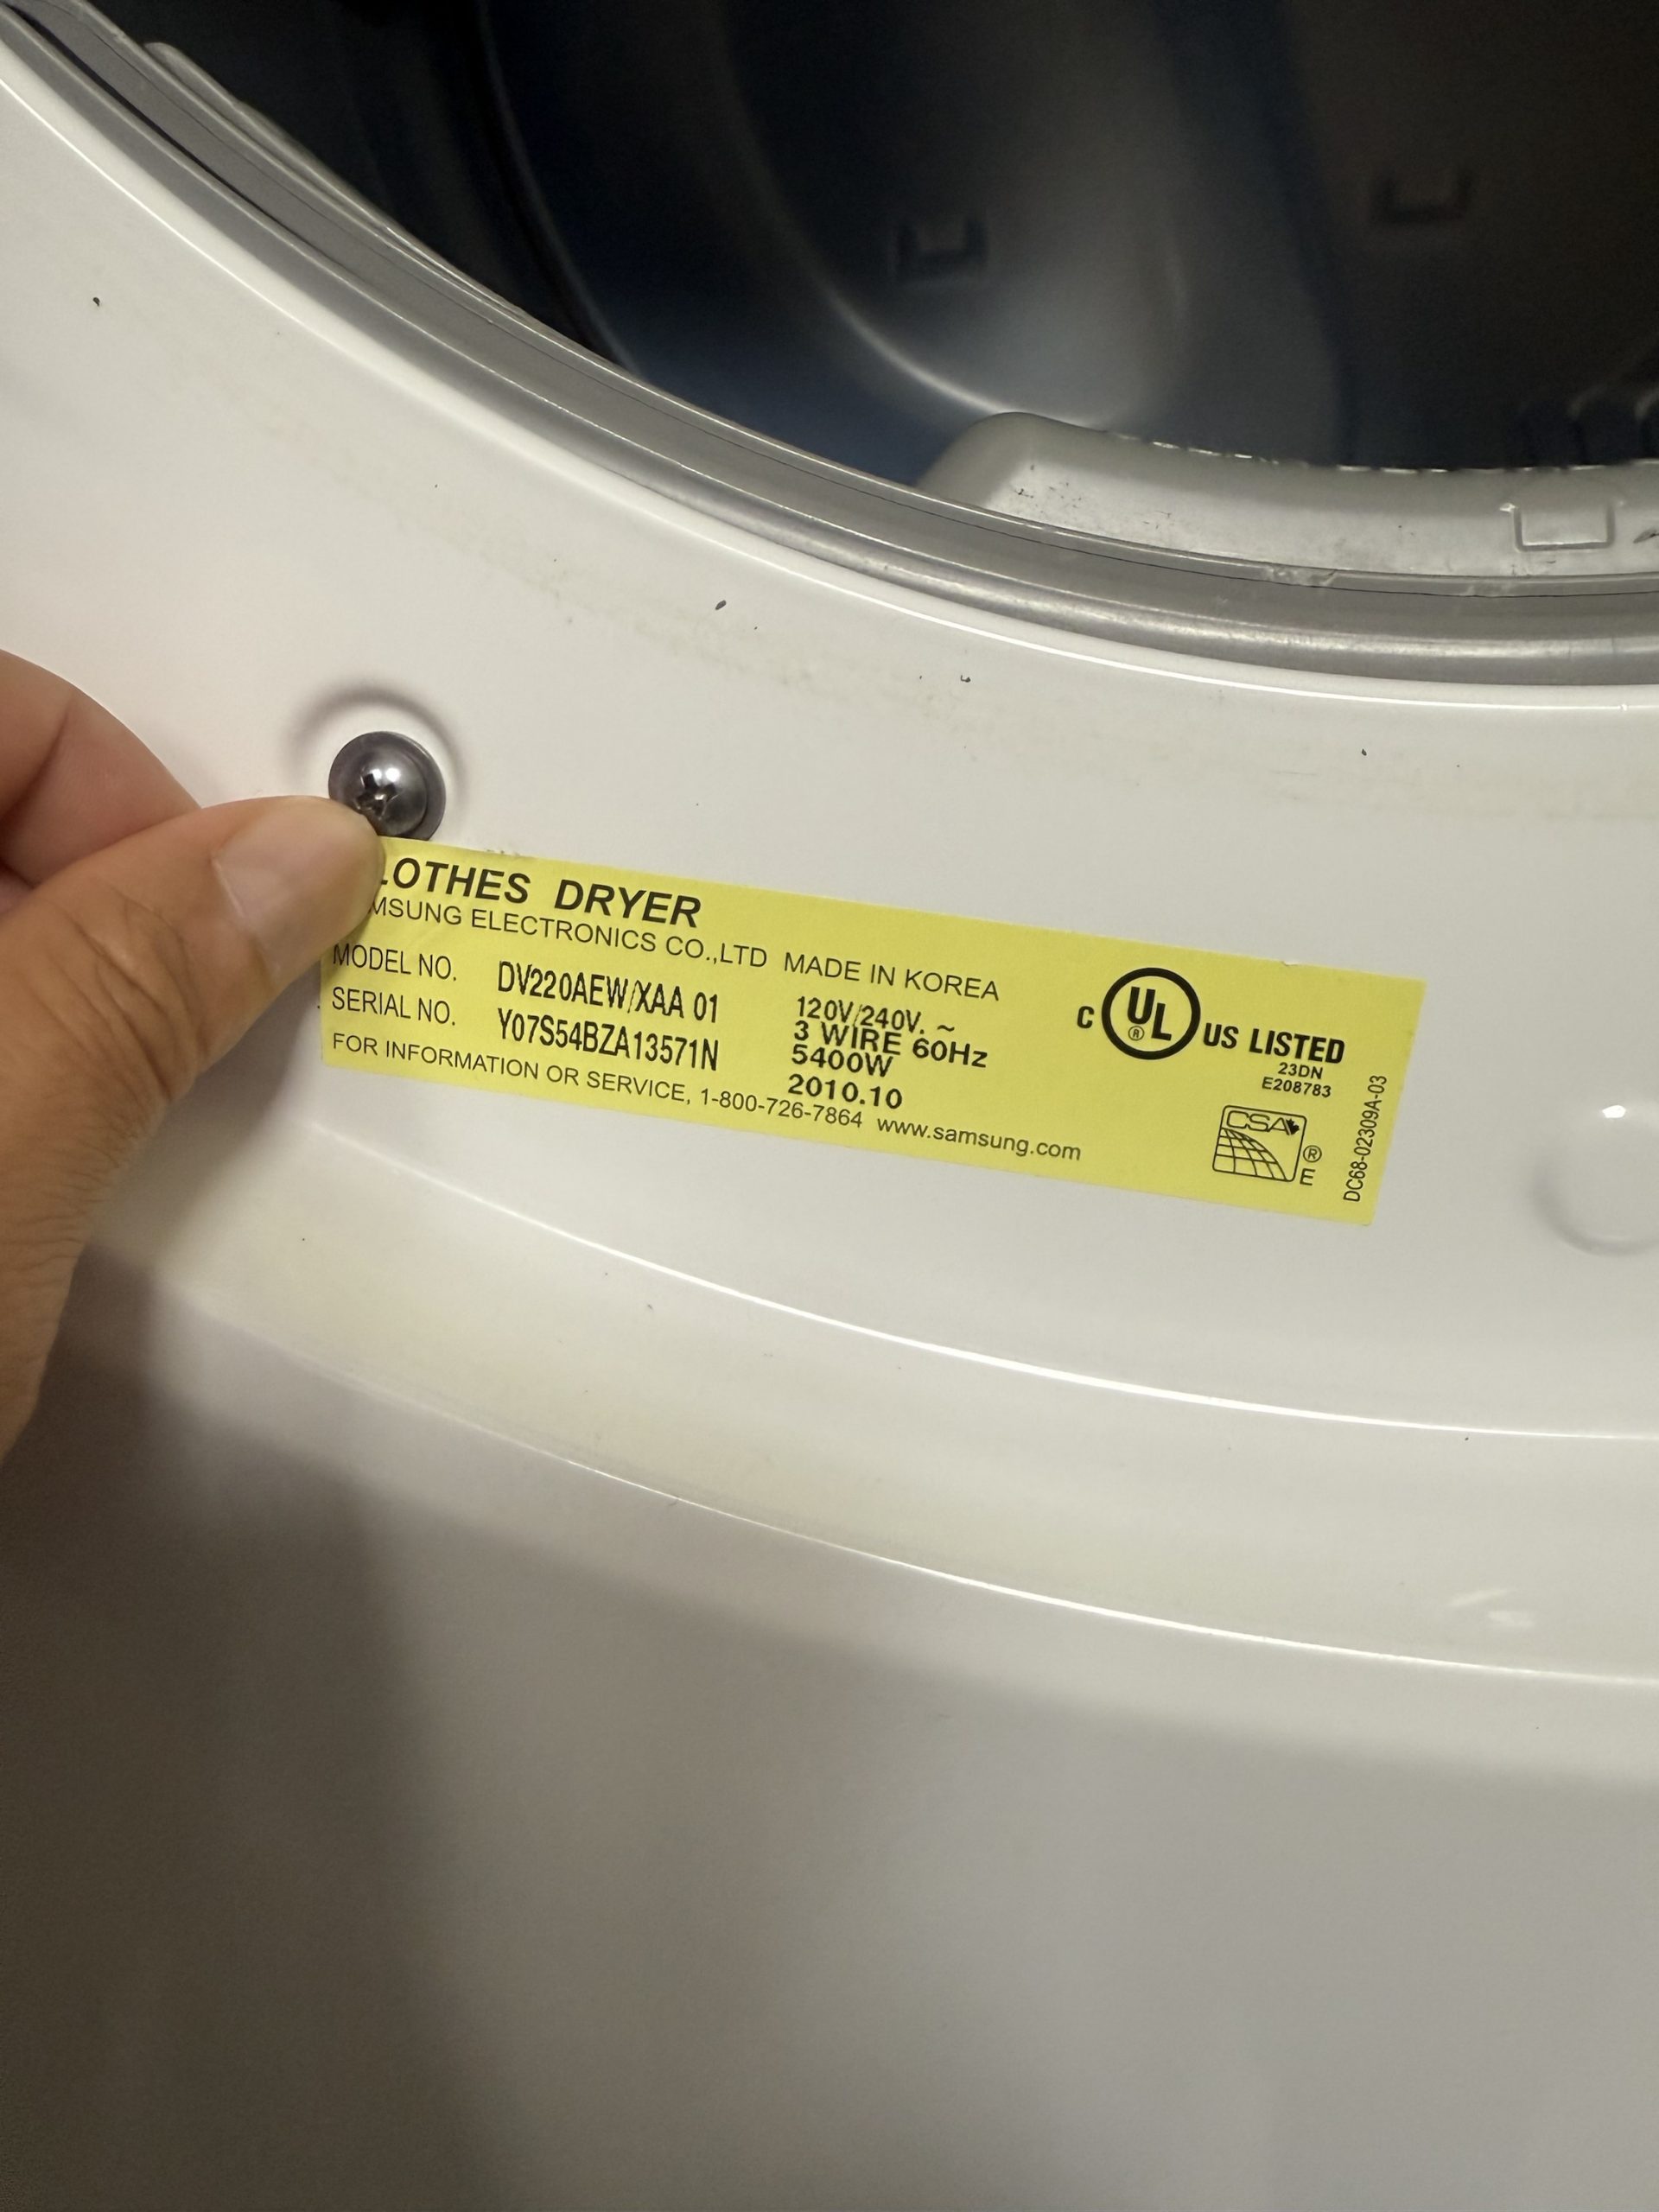 LOTHES DRYER
MSUNG ELECTRONICS CO.,LTD MADE IN KOREA
MODEL NO. DV220AEW/XAA 01
SERIAL NO. Y07S54BZA13571N
120V/240V. ~
3 WIRE 60Hz
5400W
2010.10
FOR INFORMATION OR SERVICE, 1-800-726-7864 www.samsung.com
C UL ® US LISTED
23DN
E208783
CSA ®
E
DC68-02309A-03